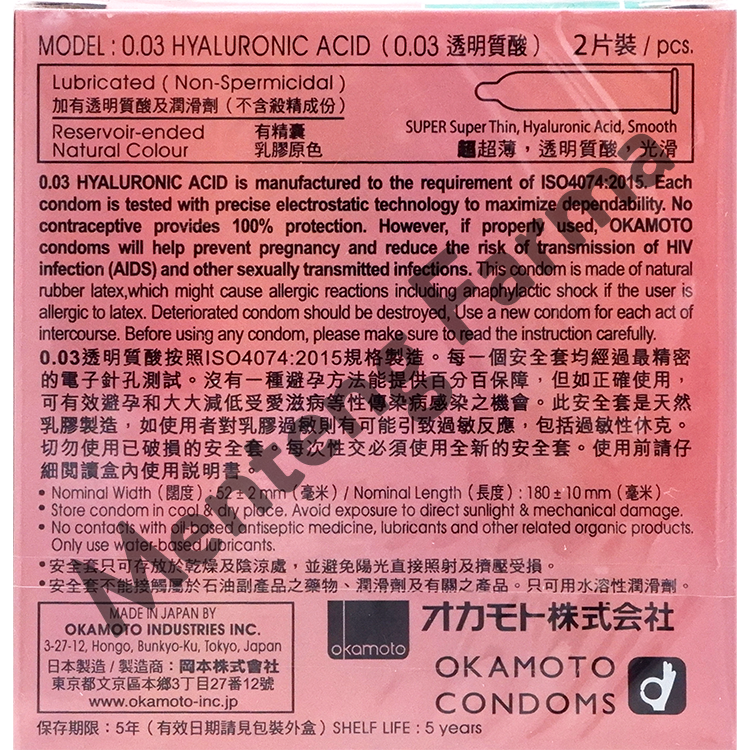 MODEL : 0.03 HYALURONIC ACID ( 0.03 透明質酸 ) 2片裝 / pcs.
Lubricated ( Non-Spermicidal )
加有透明質酸及潤滑劑 (不含殺精成份)
Reservoir-ended 有精囊
Natural Colour 乳膠原色
SUPER Super Thin, Hyaluronic Acid, Smooth
超薄，透明質酸，光滑
0.03 HYALURONIC ACID is manufactured to the requirement of ISO4074:2015. Each
condom is tested with precise electrostatic technology to maximize dependability. No
contraceptive provides 100% protection. However, if properly used, OKAMOTO
condoms will help prevent pregnancy and reduce the risk of transmission of HIV
infection (AIDS) and other sexually transmitted infections. This condom is made of natural
rubber latex,which might cause allergic reactions including anaphylactic shock if the user is
allergic to latex. Deteriorated condom should be destroyed, Use a new condom for each act of
intercourse. Before using any condom, please make sure to read the instruction carefully.
0.03透明質酸按照ISO4074:2015規格製造。每一個安全套均經過最精密
的電子針孔測試。沒有一種避孕方法能提供百分百保障，但如正確使用，
可有效避孕和大大減低受愛滋病等性傳染病感染之機會。此安全套是天然
乳膠製造，如使用者對乳膠過敏則有可能引致過敏反應，包括過敏性休克。
切勿使用已破損的安全套。每次性交必須使用全新的安全套。使用前請仔
細閱讀盒內使用説明書。
• Nominal Width (闊度) : 52 ± 2 mm (毫米) / Nominal Length (長度) : 180 ± 10 mm (毫米)
• Store condom in cool & dry place. Avoid exposure to direct sunlight & mechanical damage.
• No contacts with oil-based antiseptic medicine, lubricants and other related organic products.
Only use water-based lubricants.
• 安全套只可存放於乾燥及陰涼處，並避免陽光直接照射及擠壓受損。
• 安全套不能接觸屬於石油副產品之藥物、潤滑劑及有關之產品。只可用水溶性潤滑劑。
MADE IN JAPAN BY
OKAMOTO INDUSTRIES INC.
3-27-12, Hongo, Bunkyo-Ku, Tokyo, Japan
日本製造 / 製造商：岡本株式會社
東京都文京區本鄉3丁目27番12號
www.okamoto-inc.jp
okamoto
オカモト株式会社
OKAMOTO
CONDOMS
保存期限：5年 (有效日期請見包裝外盒) SHELF LIFE : 5 years
Menteng Farma